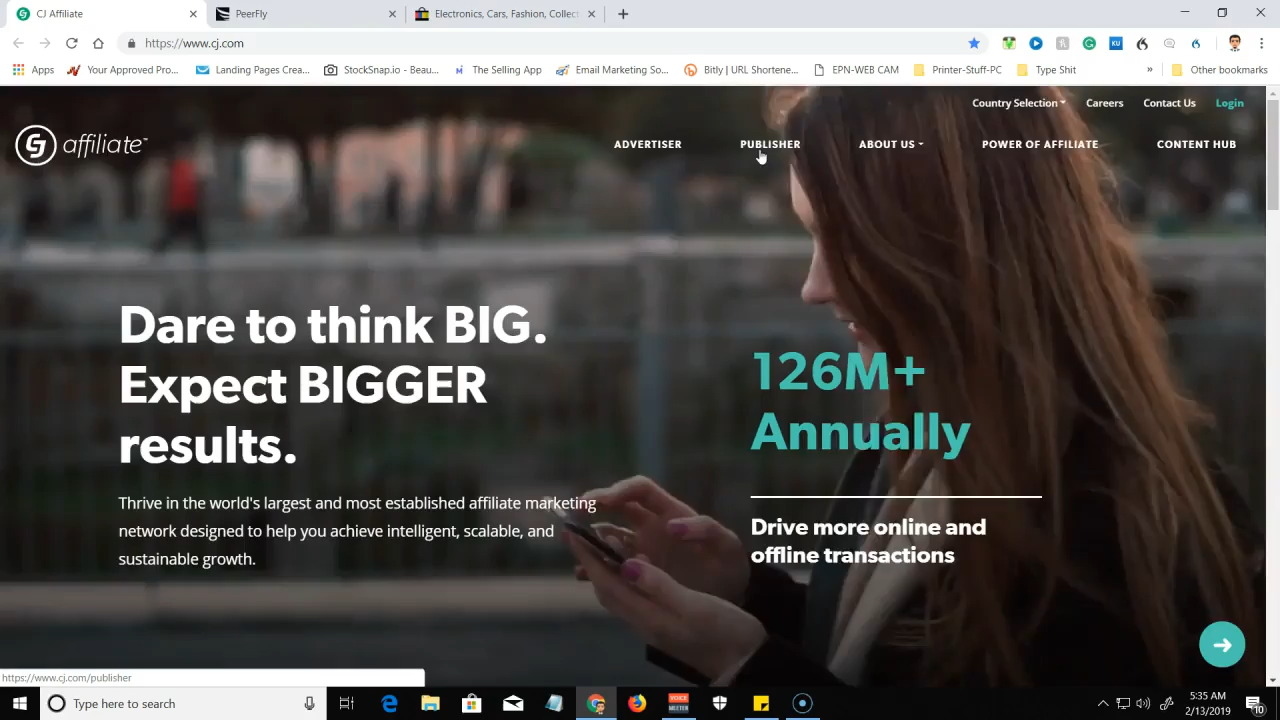 CJ Affiliate
PeerFly
Electronics, Cars, Fashion, Collect
https://www.cj.com
Apps
Your Approved Pro...
Landing Pages Crea...
StockSnap.io - Beau...
The Selling App
Email Marketing So...
Bitly | URL Shortene...
EPN-WEB CAM
Printer-Stuff-PC
Type Shit
»
Other bookmarks
Country Selection
Careers
Contact Us
Login
CJ affiliate
ADVERTISER
PUBLISHER
ABOUT US
POWER OF AFFILIATE
CONTENT HUB
Dare to think BIG.
Expect BIGGER
results.
Thrive in the world's largest and most established affiliate marketing
network designed to help you achieve intelligent, scalable, and
sustainable growth.
126M+
Annually
Drive more online and
offline transactions
https://www.cj.com/publisher
Type here to search
VOICE
MEETER
5:35 AM
2/13/2019
10